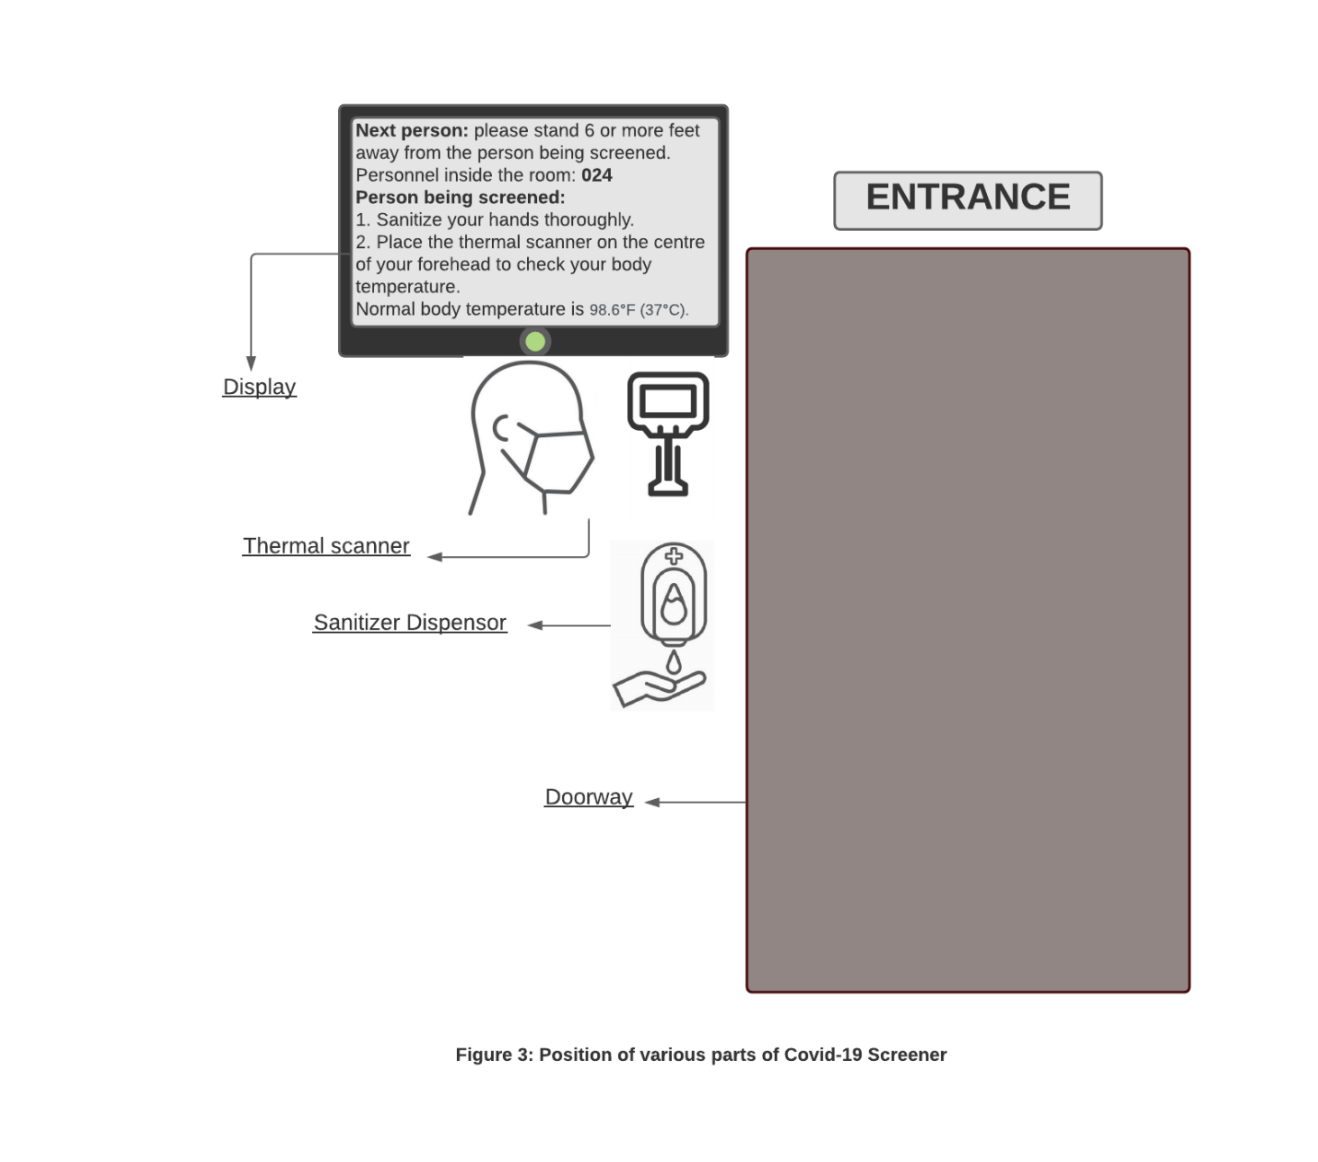 Next person: please stand 6 or more feet
away from the person being screened.
Personnel inside the room: 024
Person being screened:
1. Sanitize your hands thoroughly.
2. Place the thermal scanner on the centre
of your forehead to check your body
temperature.
Normal body temperature is 98.6°F (37°C).
ENTRANCE
Display
Thermal scanner
Sanitizer Dispensor
Doorway
Figure 3: Position of various parts of Covid-19 Screener